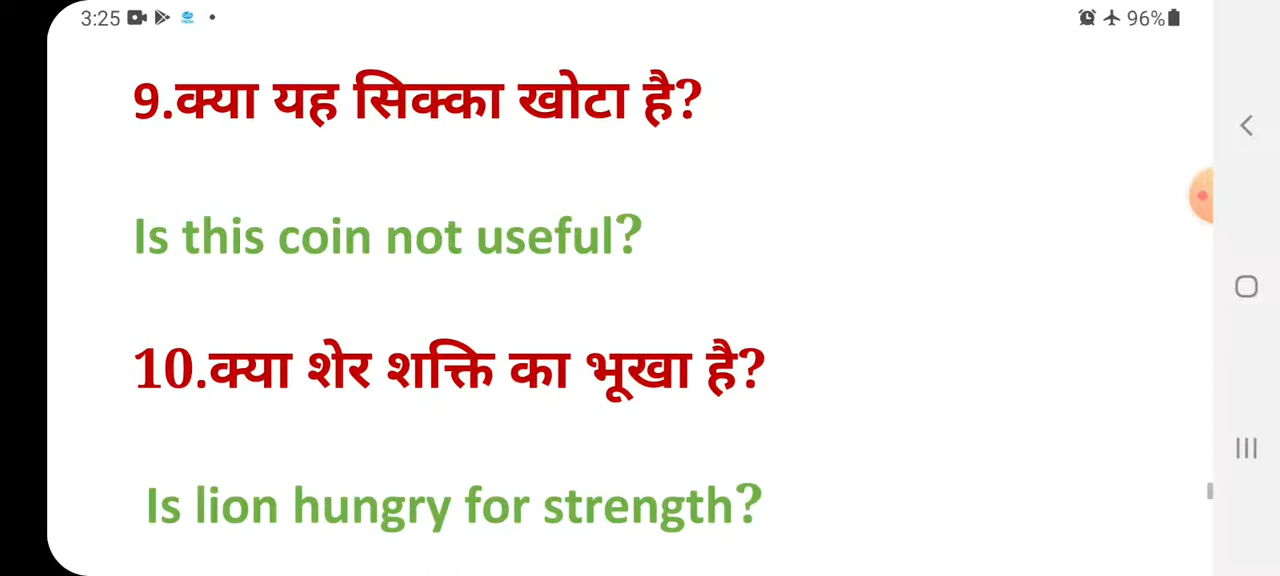 3:25
96%
9.क्या यह सिक्का खोटा है?
Is this coin not useful?
10.क्या शेर शक्ति का भूखा है?
Is lion hungry for strength?